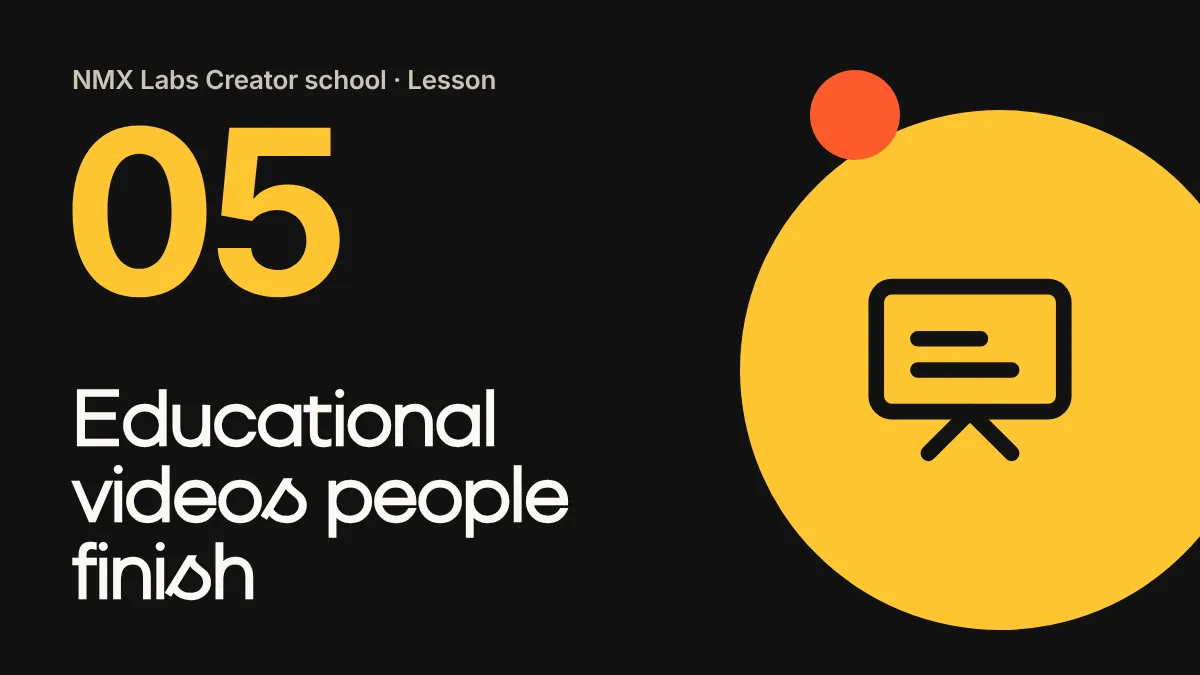 NMX Labs Creator school · Lesson
05
Educational
videos people
finish